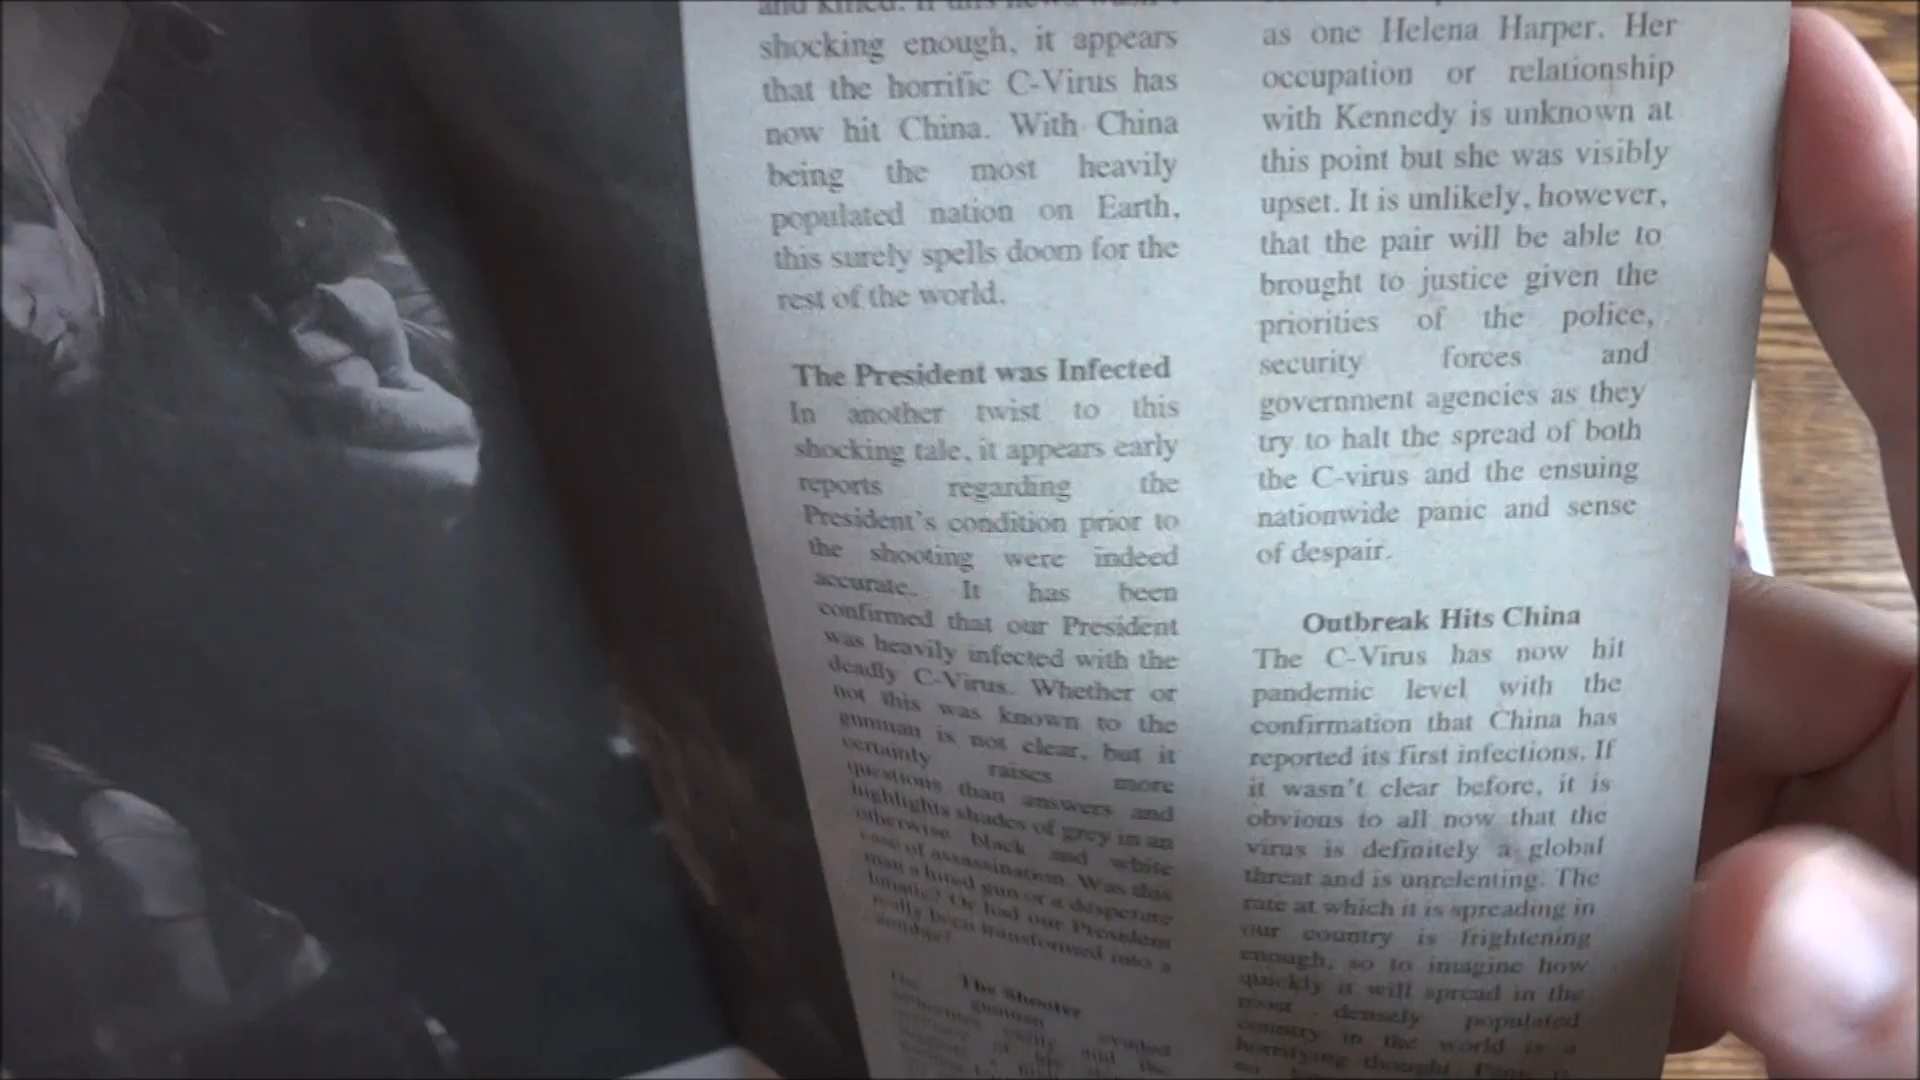 and killed. If this news wasn't
shocking enough, it appears
that the horrific C-Virus has
now hit China. With China
being the most heavily
populated nation on Earth,
this surely spells doom for the
rest of the world.
The President was Infected
In another twist to this
shocking tale, it appears early
reports regarding the
President's condition prior to
the shooting were indeed
accurate.. It has been
confirmed that our President
was heavily infected with the
deadly C-Virus. Whether or
not this was known to the
gunman is not clear, but it
certainly raises more
questions than answers and
highlights shades of grey in an
otherwise black and white
case of assassination. Was this
man a hired gun or a desperate
lunatic? Or had our President
really been transformed into a
zombie?
The Shooter
The gunman
evaded
and the
as one Helena Harper. Her
occupation or relationship
with Kennedy is unknown at
this point but she was visibly
upset. It is unlikely, however,
that the pair will be able to
brought to justice given the
priorities of the police,
security forces and
government agencies as they
try to halt the spread of both
the C-virus and the ensuing
nationwide panic and sense
of despair.
Outbreak Hits China
The C-Virus has now hit
pandemic level with the
confirmation that China has
reported its first infections. If
it wasn't clear before, it is
obvious to all now that the
virus is definitely a global
threat and is unrelenting. The
rate at which it is spreading in
our country is frightening
enough, so to imagine how
quickly it will spread in the
most densely populated
country in the world is a
horrifying thought